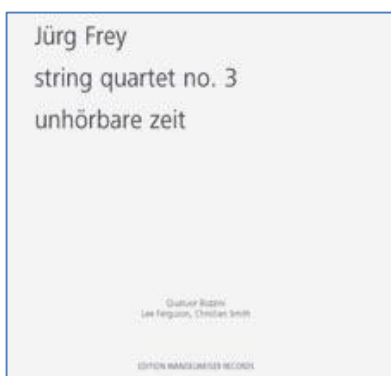 Jürg Frey
string quartet no. 3
unhörbare zeit
Quatuor Bozzini
Lee Ferguson, Christian Smith
EDITION WANDELWEISER RECORDS